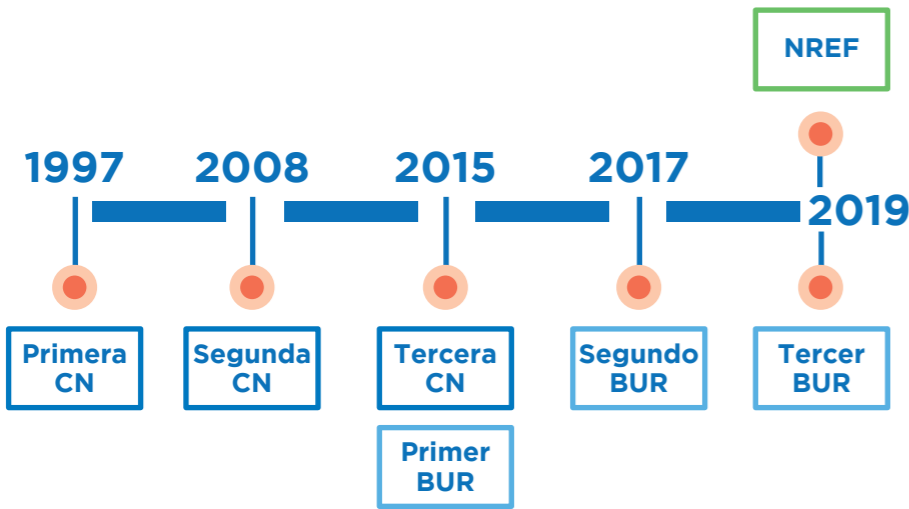 NREF
1997
2008
2015
2017
2019
Primera
CN
Segunda
CN
Tercera
CN
Segundo
BUR
Tercer
BUR
Primer
BUR